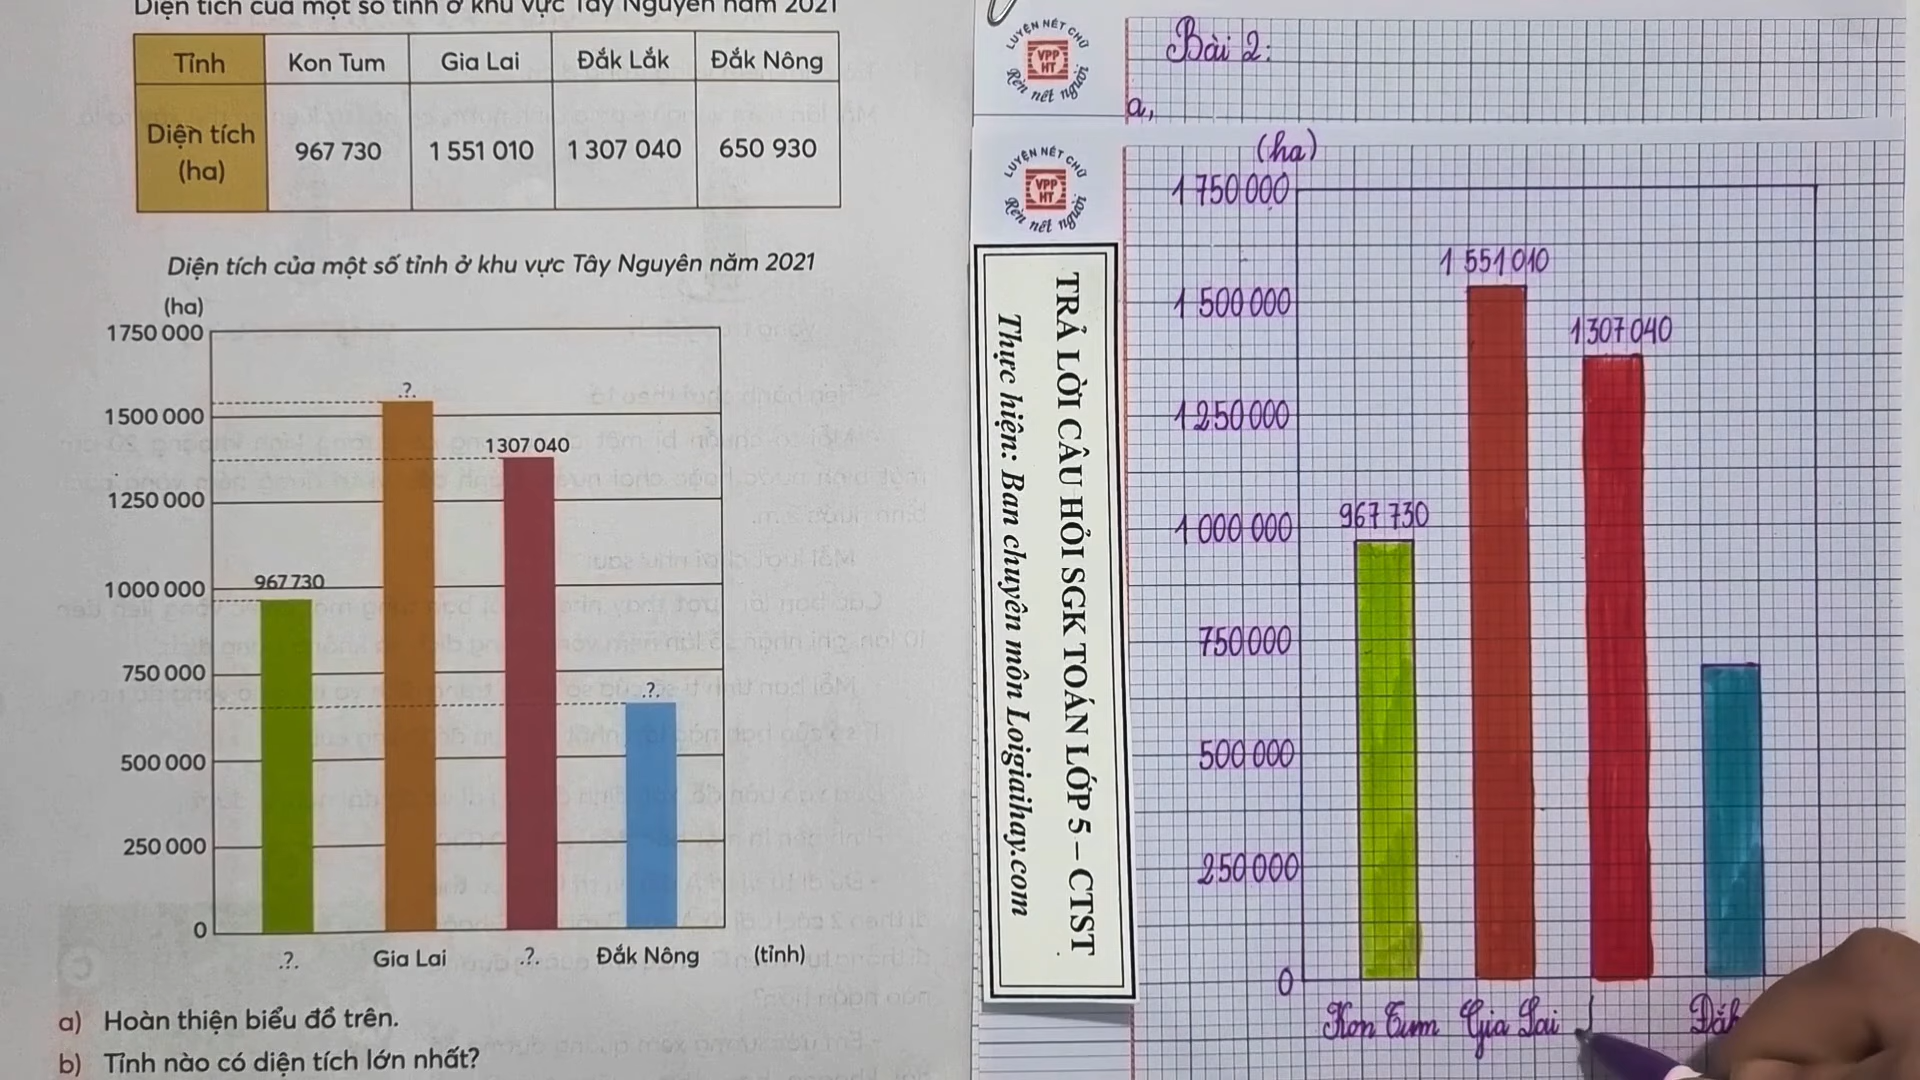 Diện tích của một số tỉnh ở khu vực Tây Nguyên năm 2021
Tỉnh Kon Tum Gia Lai Đắk Lắk Đắk Nông
Diện tích (ha) 967 730 1 551 010 1 307 040 650 930
Diện tích của một số tỉnh ở khu vực Tây Nguyên năm 2021
(ha)
1750 000
.?.
1500 000
1307 040
1250 000
967 730
1000 000
750 000
.?.
500 000
250 000
0
.?. Gia Lai .?. Đắk Nông (tỉnh)
a) Hoàn thiện biểu đồ trên.
b) Tỉnh nào có diện tích lớn nhất?
LUYỆN NÉT CHỮ
VPP
HT
Rèn nết người
LUYỆN NÉT CHỮ
VPP
HT
Rèn nết người
TRẢ LỜI CÂU HỎI SGK TOÁN LỚP 5 – CTST
Thực hiện: Ban chuyên môn Loigiaihay.com
Bài 2:
a,
(ha)
1 750 000
1 551 010
1 500 000
1 307 040
1 250 000
967 730
1 000 000
750 000
500 000
250 000
0
Kon Tum Gia Lai Đắk